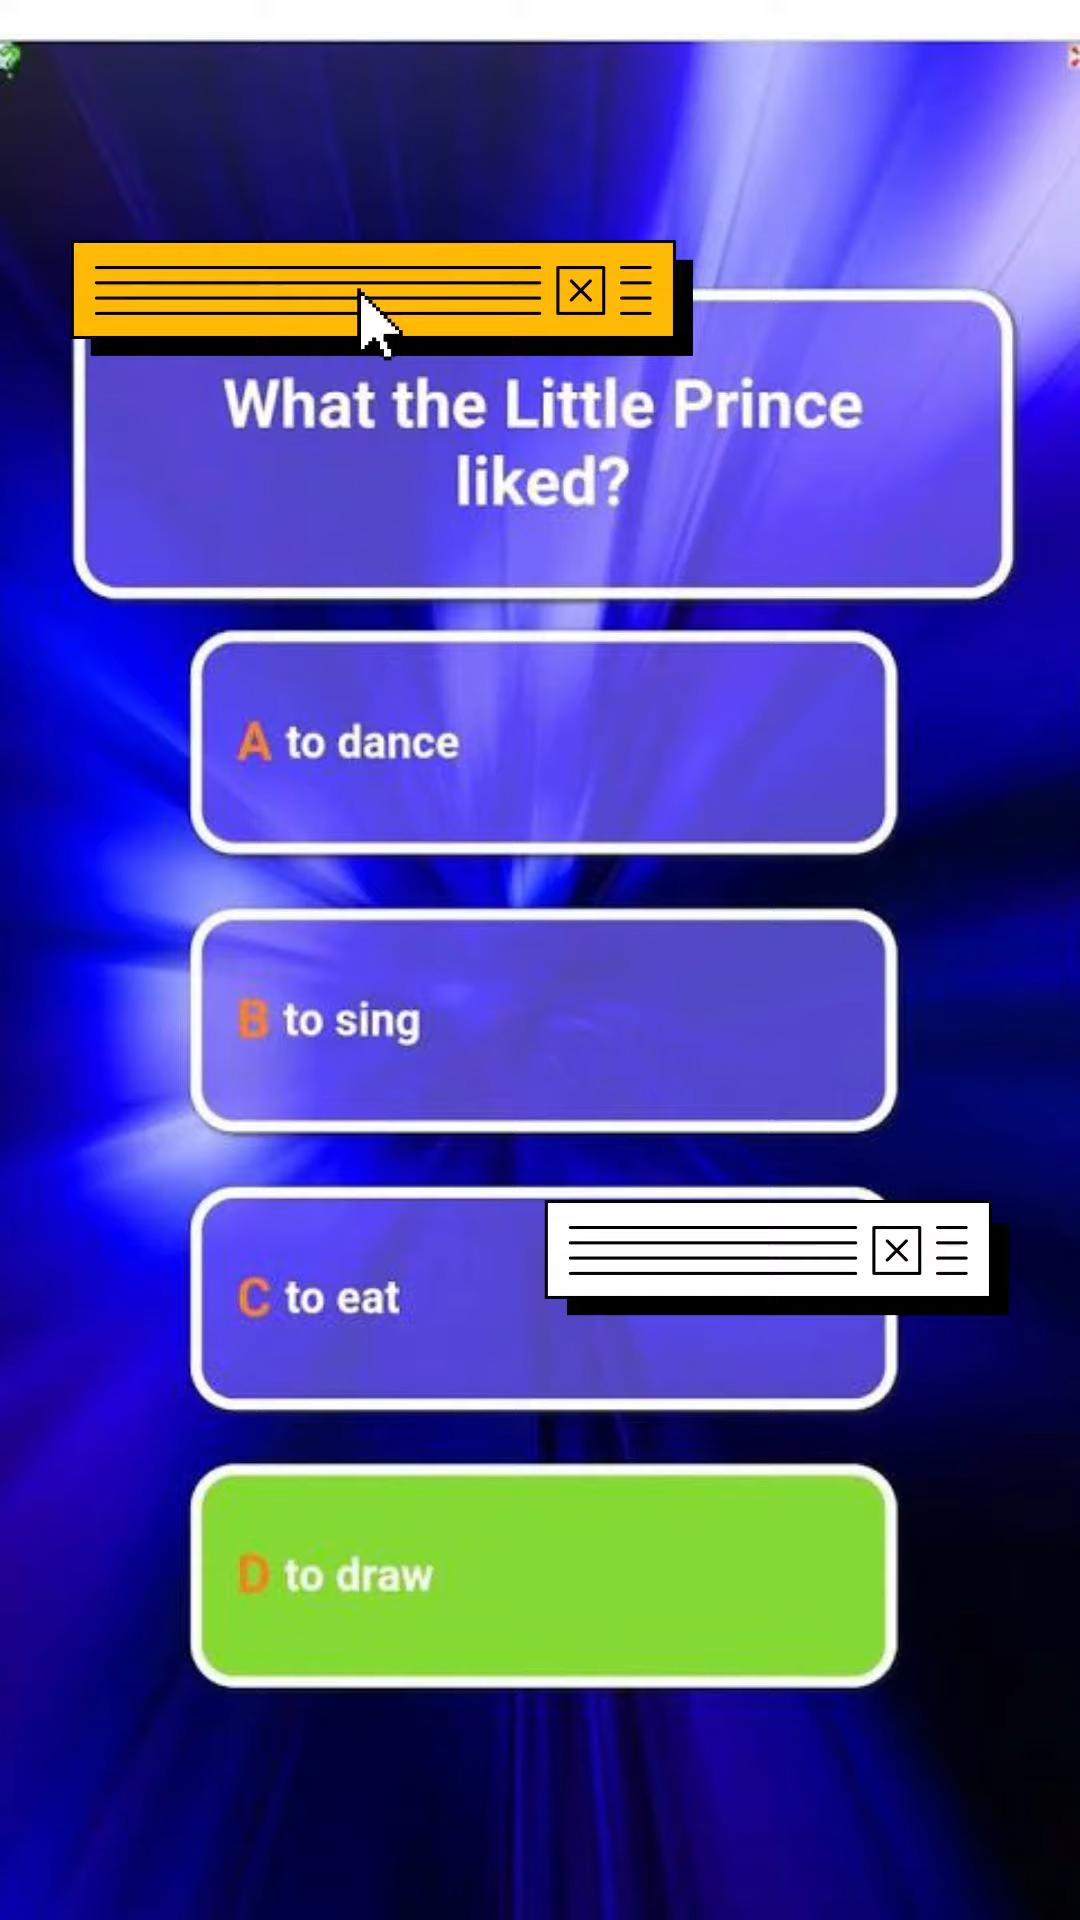 What the Little Prince
liked?
A to dance
B to sing
C to eat
D to draw